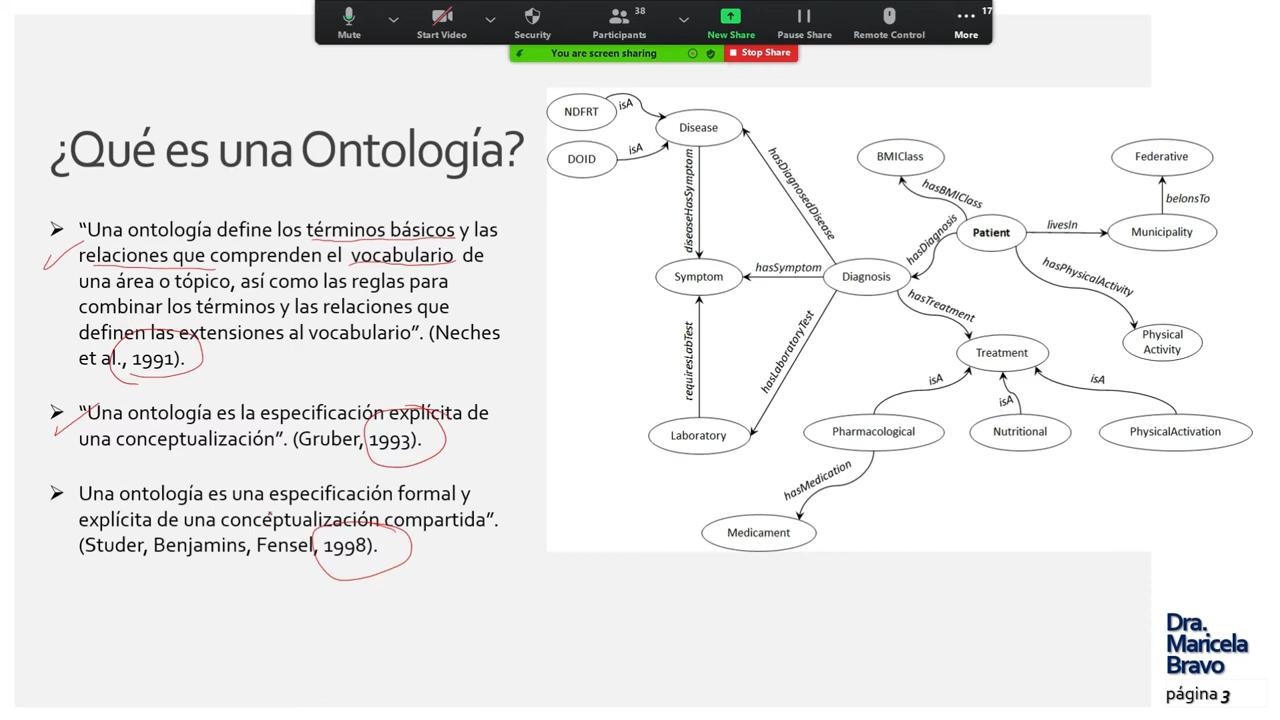 38
17
Mute
Start Video
Security
Participants
New Share
Pause Share
Remote Control
More
You are screen sharing
Stop Share
¿Qué es una Ontología?
“Una ontología define los términos básicos y las
relaciones que comprenden el vocabulario de
una área o tópico, así como las reglas para
combinar los términos y las relaciones que
definen las extensiones al vocabulario”. (Neches
et al., 1991).
“Una ontología es la especificación explícita de
una conceptualización”. (Gruber, 1993).
Una ontología es una especificación formal y
explícita de una conceptualización compartida”.
(Studer, Benjamins, Fensel, 1998).
NDFRT
isA
Disease
DOID
isA
diseaseHasSymptom
hasDiagnosedDisease
BMIClass
hasBMIClass
Federative
belonsTo
Patient
livesIn
Municipality
hasDiagnosis
hasPhysicalActivity
Symptom
hasSymptom
Diagnosis
hasTreatment
requiresLabTest
hasLaboratoryTest
Physical
Activity
Treatment
isA
isA
isA
Laboratory
Pharmacological
Nutritional
PhysicalActivation
hasMedication
Medicament
Dra.
Maricela
Bravo
página 3